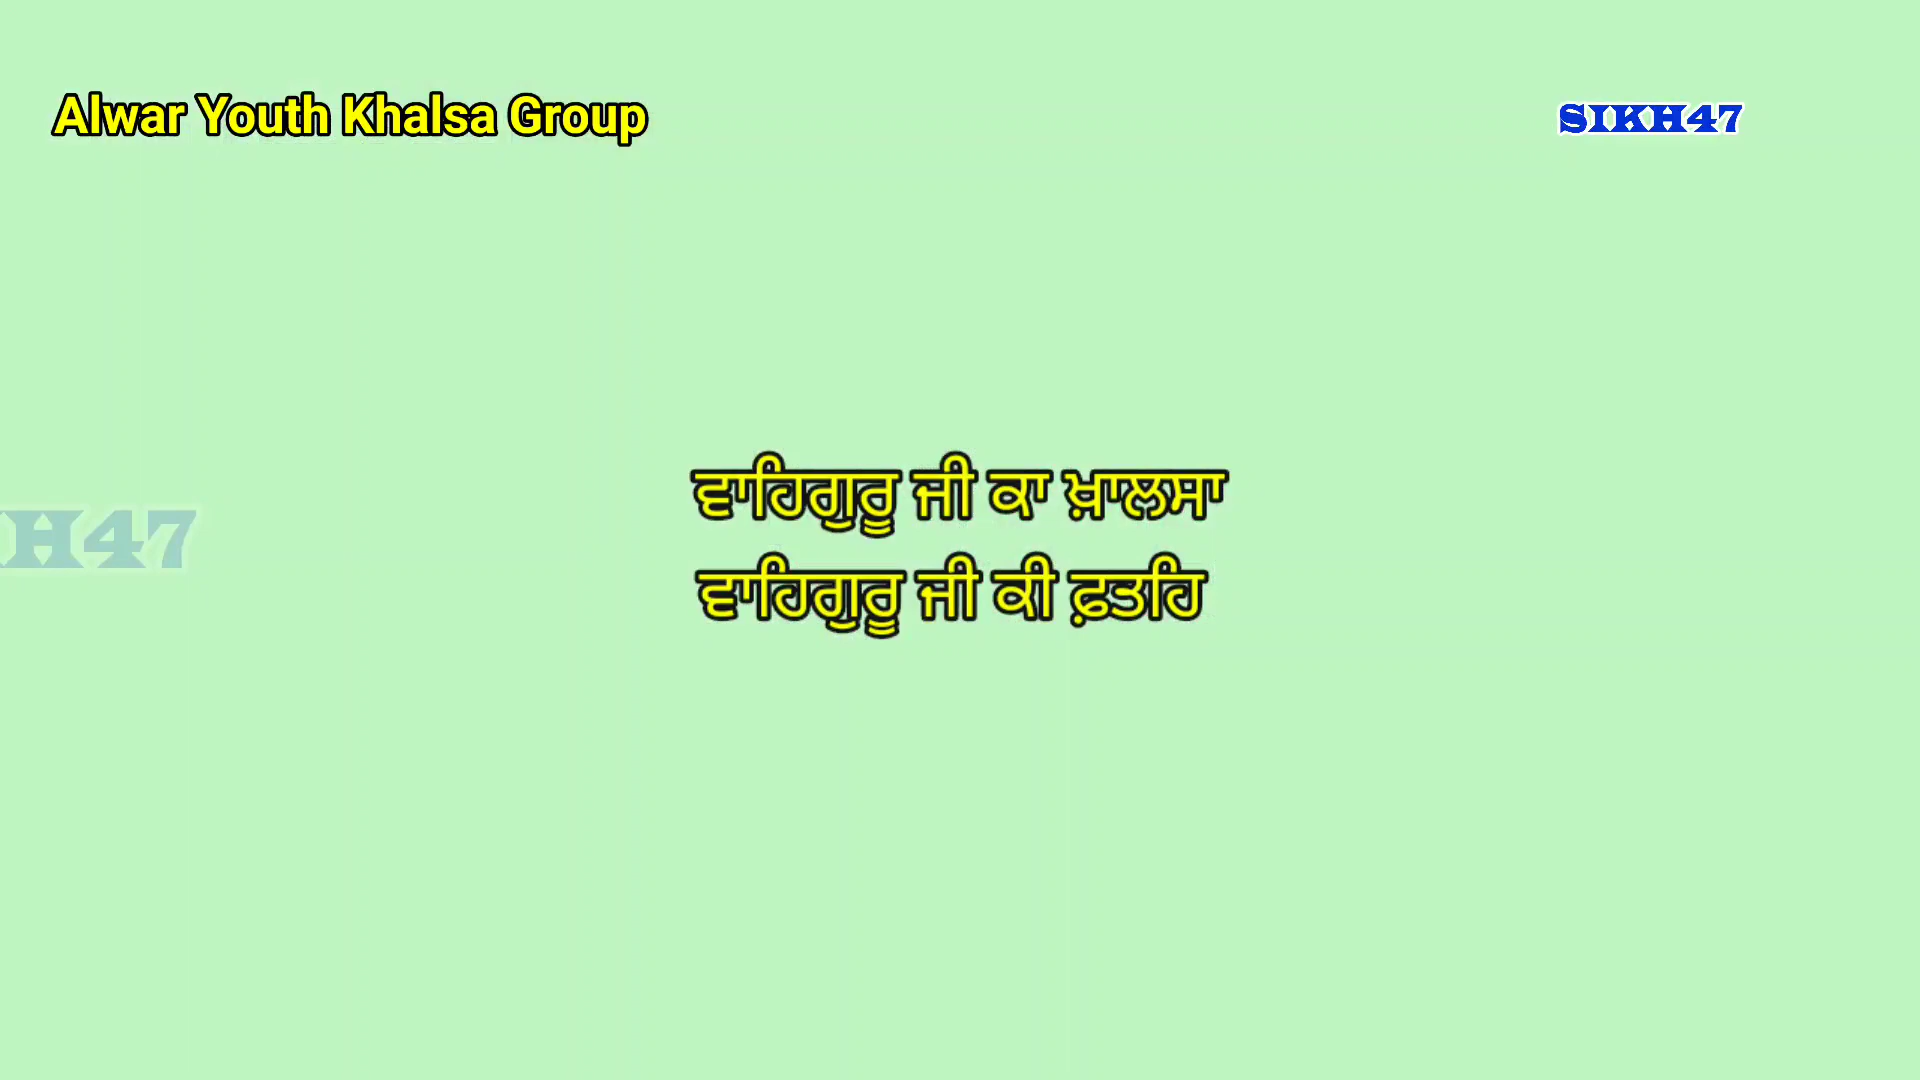 Alwar Youth Khalsa Group
SIKH47
ਵਾਹਿਗੁਰੂ ਜੀ ਕਾ ਖ਼ਾਲਸਾ
H47
ਵਾਹਿਗੁਰੂ ਜੀ ਕੀ ਫ਼ਤਹਿ